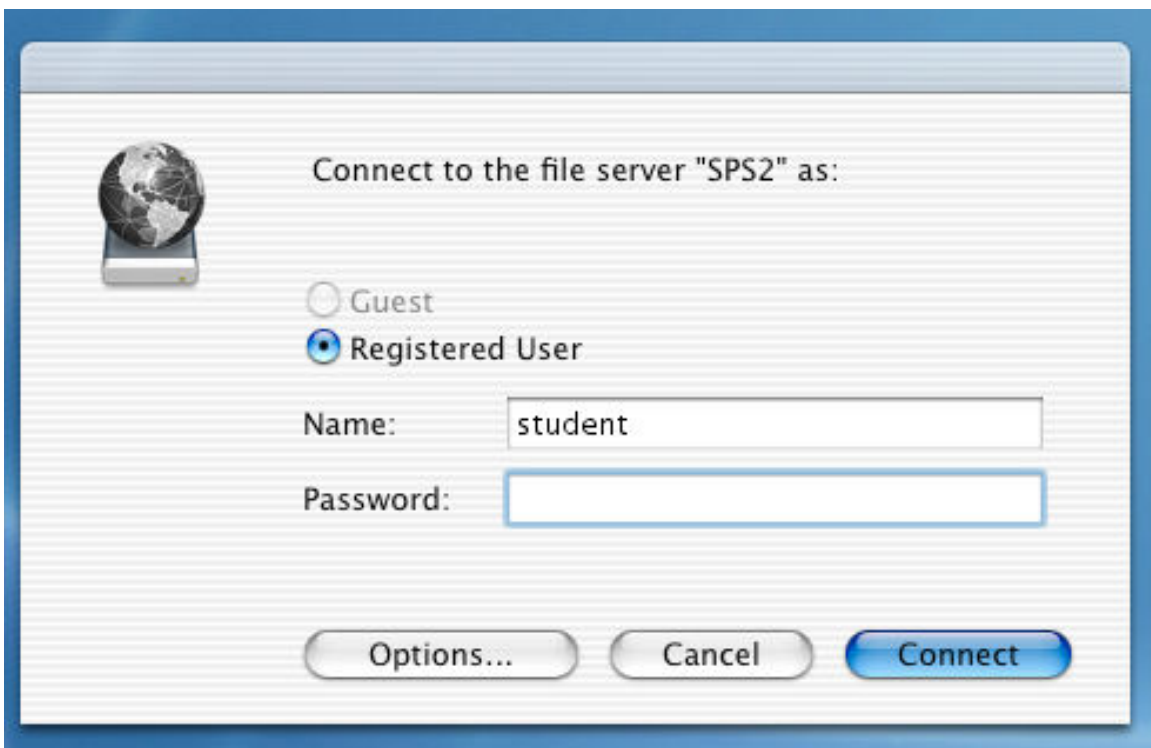 Connect to the file server "SPS2" as:
Guest
Registered User
Name: student
Password:
Options... Cancel Connect